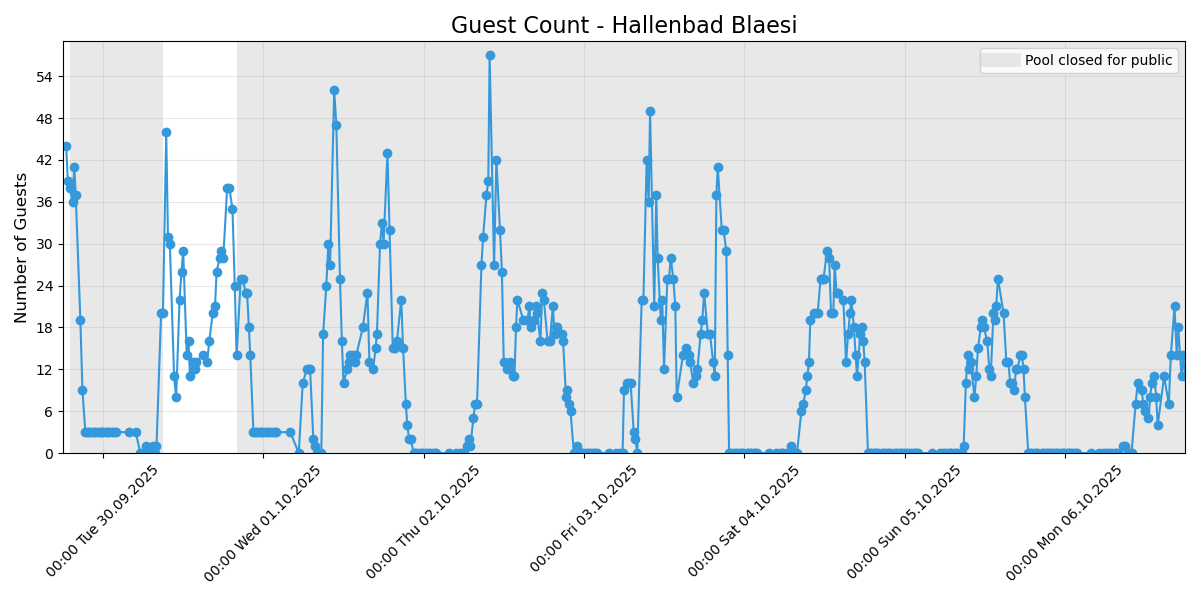 Guest Count - Hallenbad Blaesi
Pool closed for public
Number of Guests
54
48
42
36
30
24
18
12
6
0
00:00 Tue 30.09.2025
00:00 Wed 01.10.2025
00:00 Thu 02.10.2025
00:00 Fri 03.10.2025
00:00 Sat 04.10.2025
00:00 Sun 05.10.2025
00:00 Mon 06.10.2025